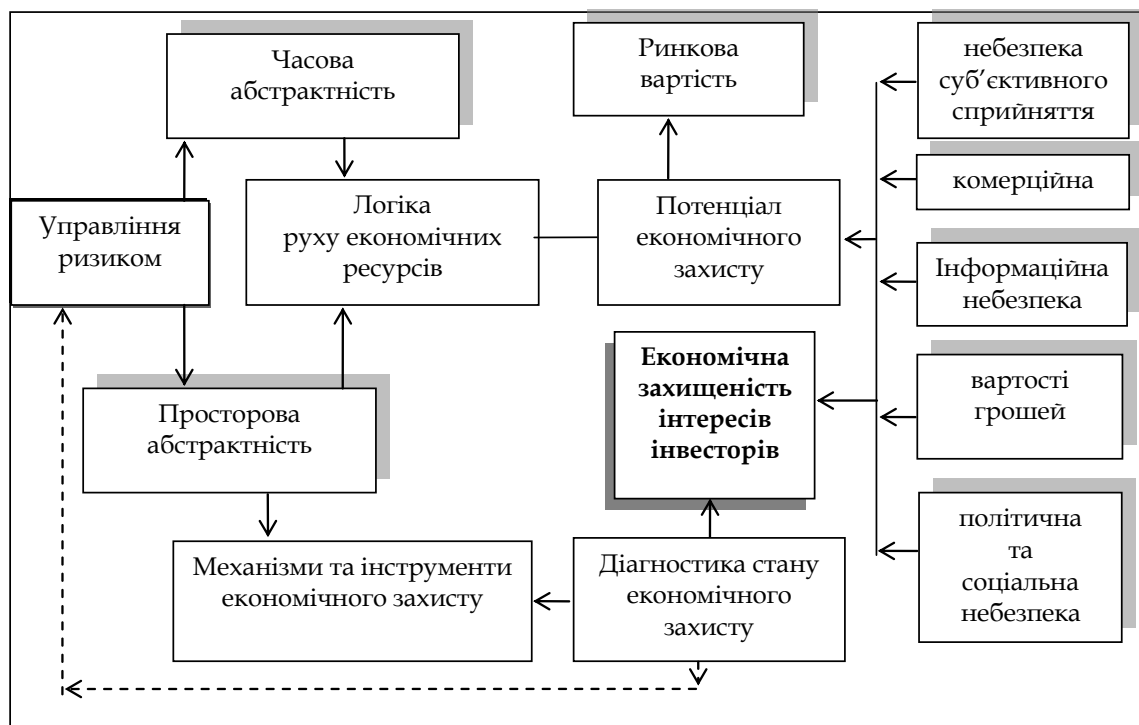 Часова
абстрактність
Ринкова
вартість
небезпека
суб’єктивного
сприйняття
комерційна
Управління
ризиком
Логіка
руху економічних
ресурсів
Потенціал
економічного
захисту
Інформаційна
небезпека
Економічна
захищеність
інтересів
інвесторів
вартості
грошей
Просторова
абстрактність
Механізми та інструменти
економічного захисту
Діагностика стану
економічного
захисту
політична
та
соціальна
небезпека